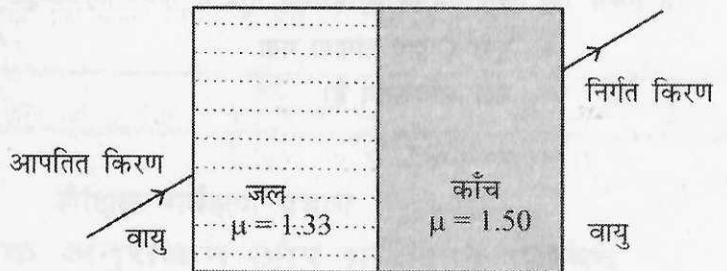 निर्गत किरण
आपतित किरण
जल
μ = 1.33
काँच
μ = 1.50
वायु
वायु